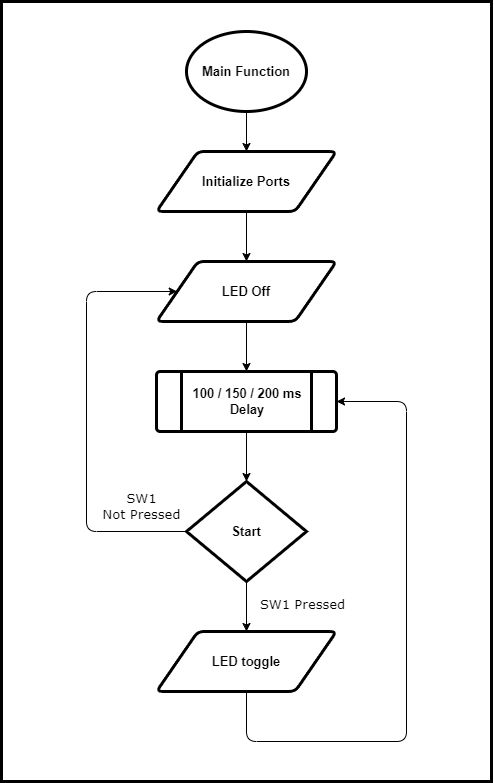 Main Function
Initialize Ports
LED Off
100 / 150 / 200 ms
Delay
SW1
Not Pressed
Start
SW1 Pressed
LED toggle